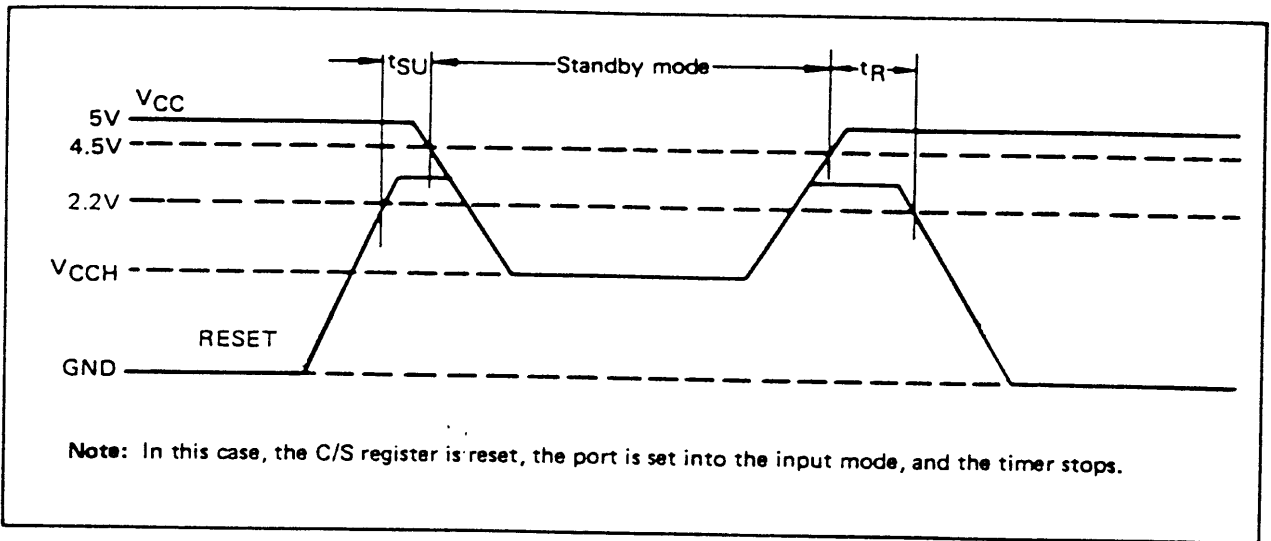 tSU Standby mode tR
VCC
5V
4.5V
2.2V
VCCH
RESET
GND
Note: In this case, the C/S register is reset, the port is set into the input mode, and the timer stops.